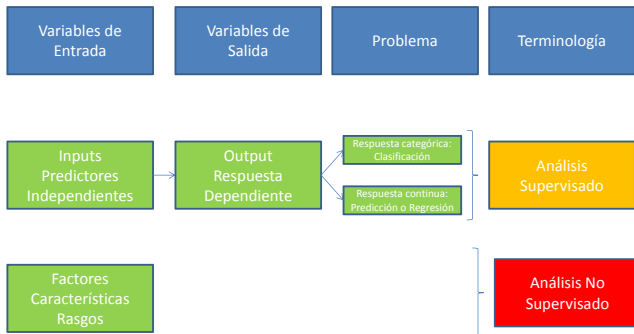 Variables de
Entrada
Variables de
Salida
Problema
Terminología
Inputs
Predictores
Independientes
Output
Respuesta
Dependiente
Respuesta categórica:
Clasificación
Respuesta continua:
Predicción o Regresión
Análisis
Supervisado
Factores
Características
Rasgos
Análisis No
Supervisado